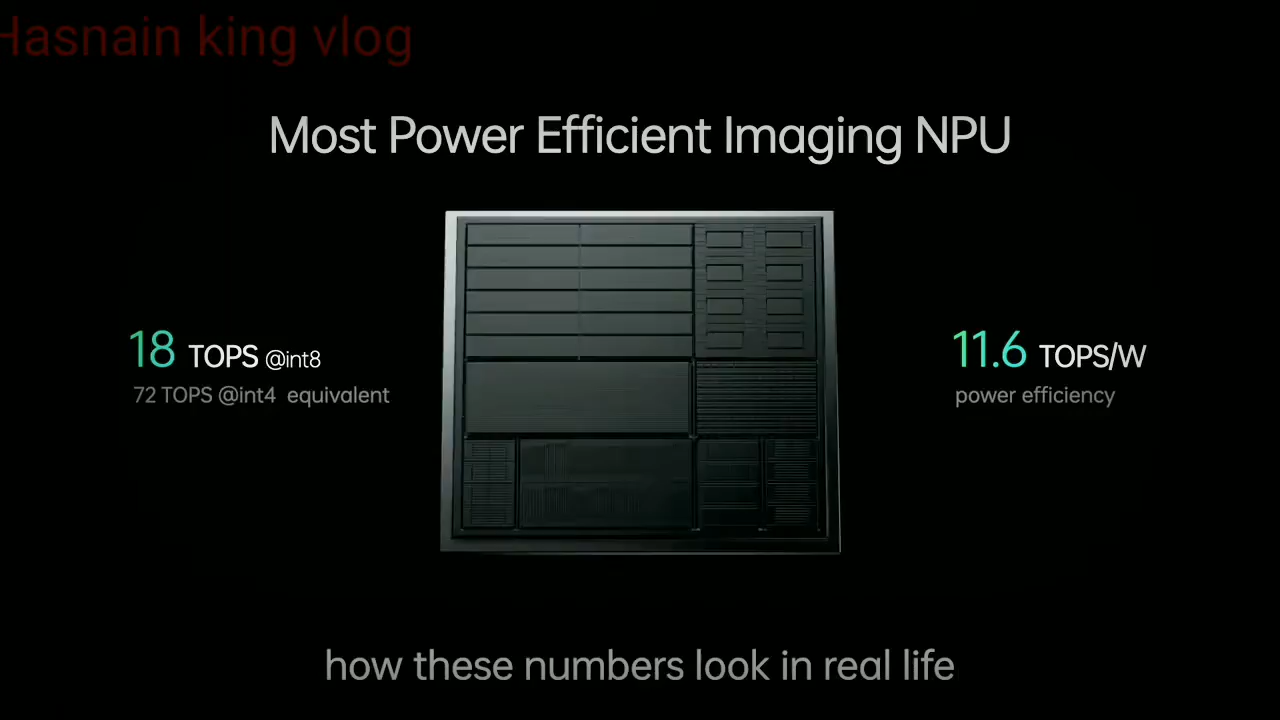 Hasnain king vlog
Most Power Efficient Imaging NPU
18 TOPS @int8
72 TOPS @int4 equivalent
11.6 TOPS/W
power efficiency
how these numbers look in real life